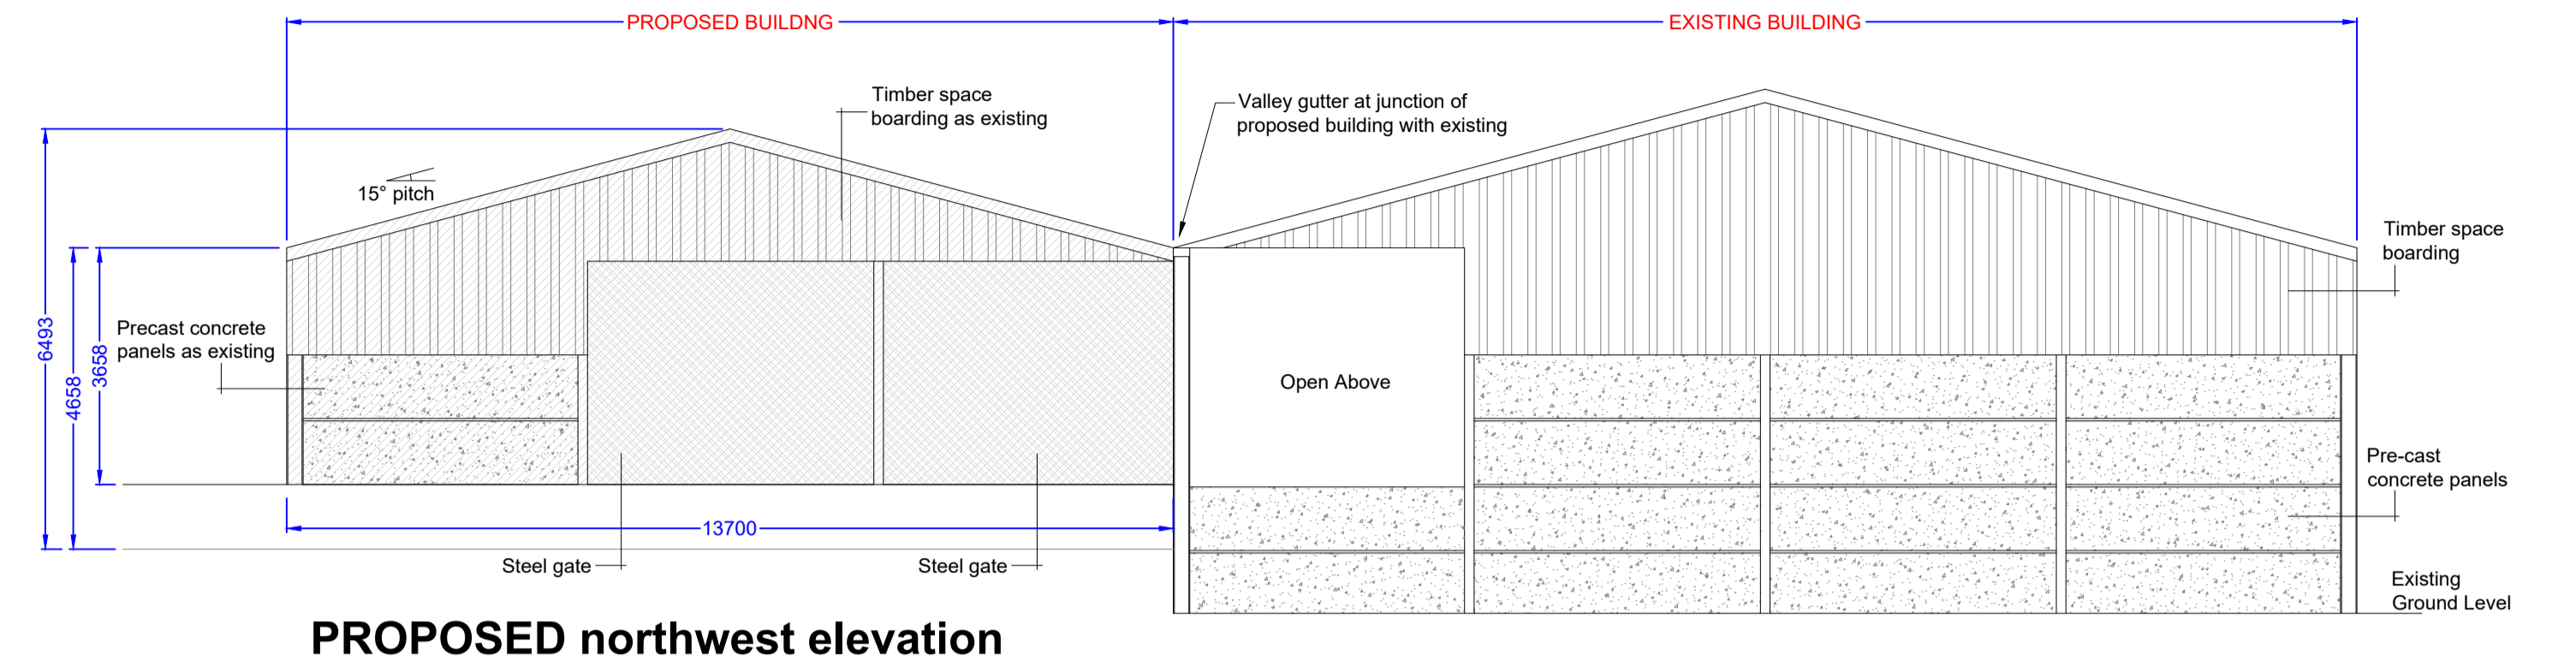 PROPOSED BUILDNG
EXISTING BUILDING
Timber space
boarding as existing
Valley gutter at junction of
proposed building with existing
15° pitch
Timber space
boarding
Precast concrete
panels as existing
6493
4658
3658
Open Above
Pre-cast
concrete panels
13700
Steel gate
Steel gate
Existing
Ground Level
PROPOSED northwest elevation